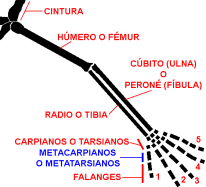 CINTURA
HÚMERO O FÉMUR
CÚBITO (ULNA)
O
PERONÉ (FÍBULA)
RADIO O TIBIA
CARPIANOS O TARSIANOS
METACARPIANOS
O METATARSIANOS
FALANGES
1
2
3
4
5